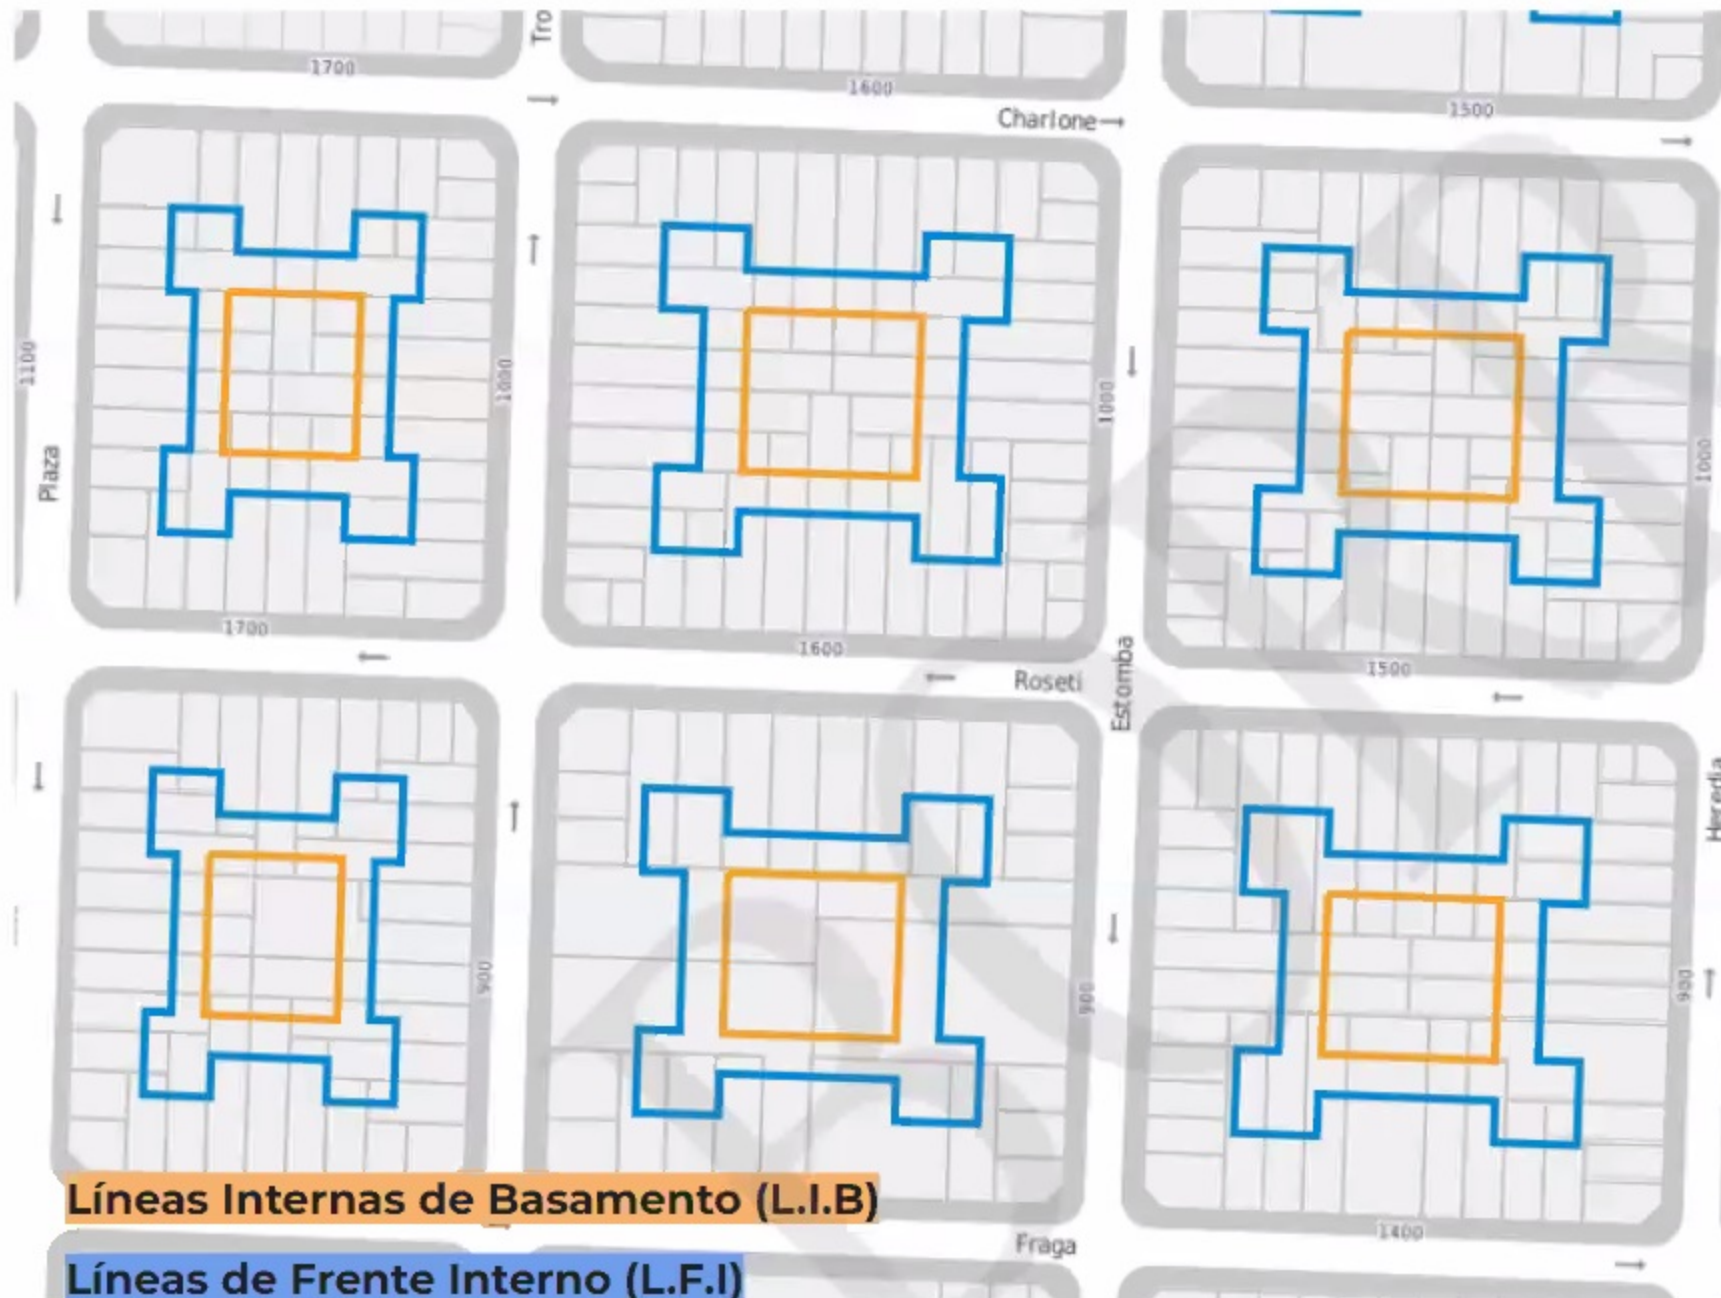 Tro
1700
1600
1500
Charlone→
1100
1000
1000
1000
Plaza
1700
1600
1500
Roseti
Estomba
Heredia
900
900
900
Líneas Internas de Basamento (L.I.B)
1400
Fraga
Líneas de Frente Interno (L.F.I)